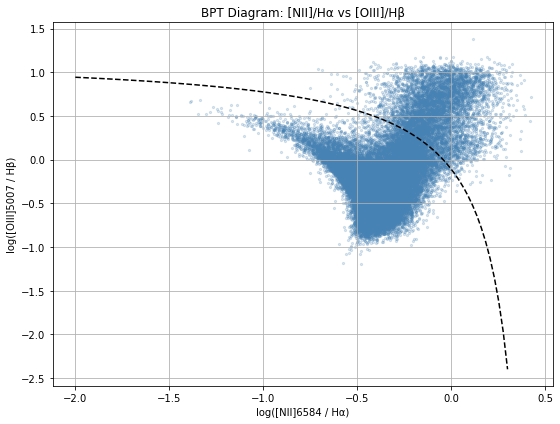 BPT Diagram: [NII]/Hα vs [OIII]/Hβ
log([OIII]5007 / Hβ)
1.5
1.0
0.5
0.0
−0.5
−1.0
−1.5
−2.0
−2.5
−2.0 −1.5 −1.0 −0.5 0.0 0.5
log([NII]6584 / Hα)